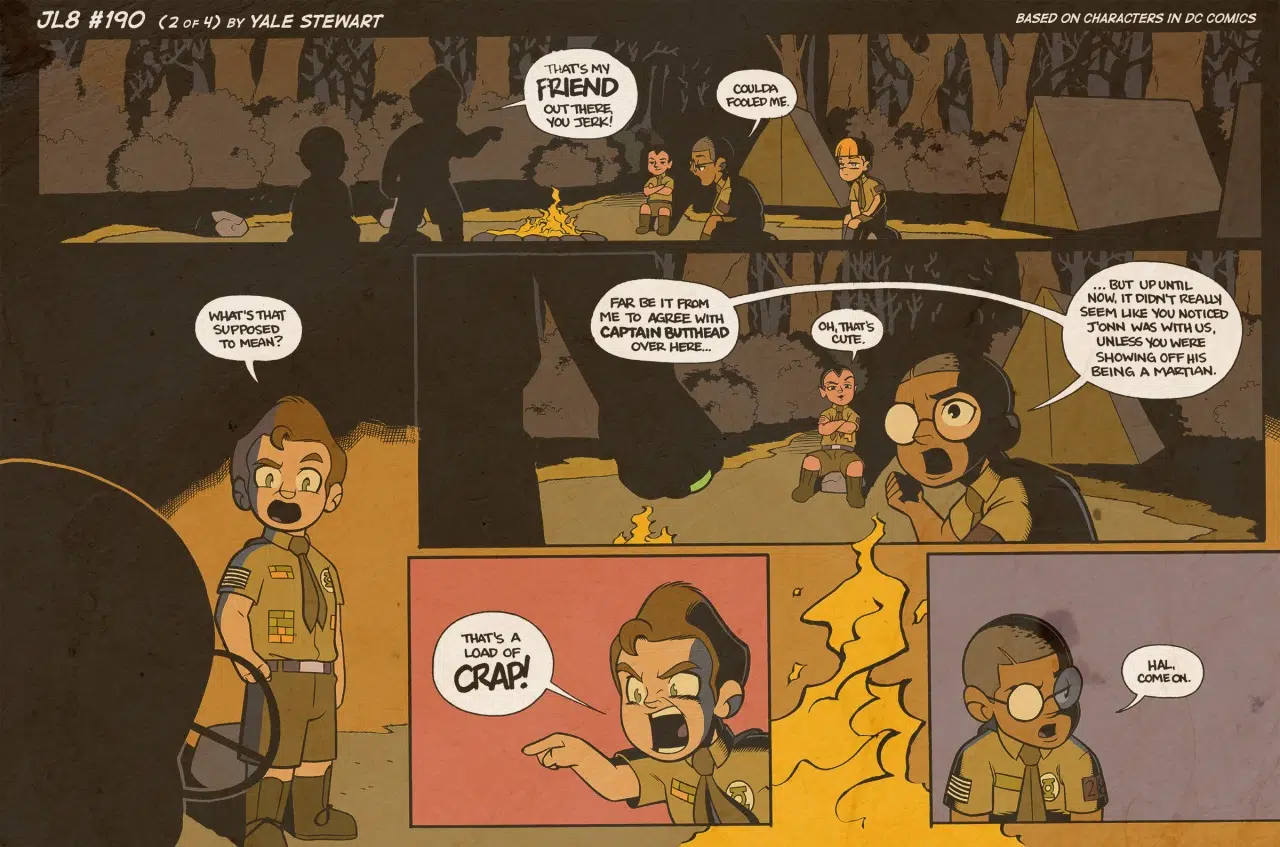 JL8 #190 (2 OF 4) BY YALE STEWART
BASED ON CHARACTERS IN DC COMICS
THAT'S MY
FRIEND
OUT THERE,
YOU JERK!
COULDA
FOOLED ME.
WHAT'S THAT
SUPPOSED
TO MEAN?
FAR BE IT FROM
ME TO AGREE WITH
CAPTAIN BUTTHEAD
OVER HERE...
OH, THAT'S
CUTE.
... BUT UP UNTIL
NOW, IT DIDN'T REALLY
SEEM LIKE YOU NOTICED
J'ONN WAS WITH US,
UNLESS YOU WERE
SHOWING OFF HIS
BEING A MARTIAN.
THAT'S A
LOAD OF
CRAP!
HAL,
COME ON.